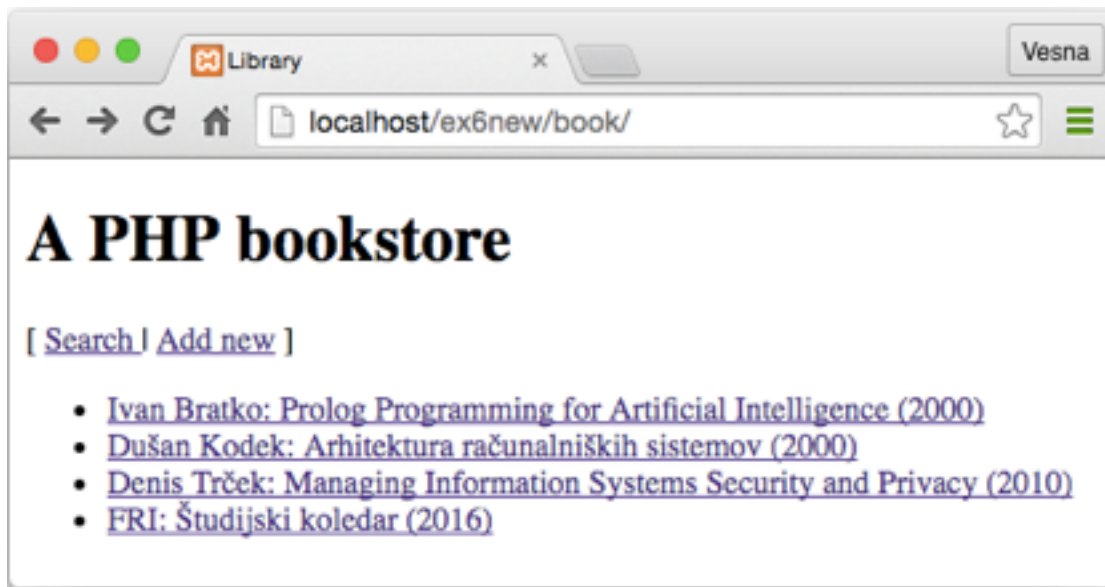 Library
Vesna
localhost/ex6new/book/
A PHP bookstore
[ Search | Add new ]
Ivan Bratko: Prolog Programming for Artificial Intelligence (2000)
Dušan Kodek: Arhitektura računalniških sistemov (2000)
Denis Trček: Managing Information Systems Security and Privacy (2010)
FRI: Študijski koledar (2016)